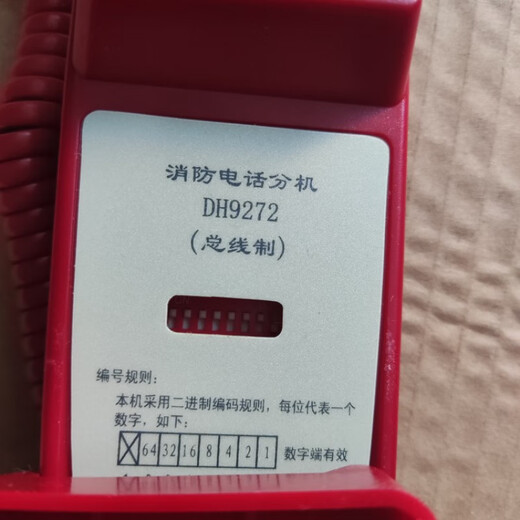 消防电话分机
DH9272
(总线制)
编号规则:
本机采用二进制编码规则,每位代表一个
数字,如下:
64 32 16 8 4 2 1 数字端有效